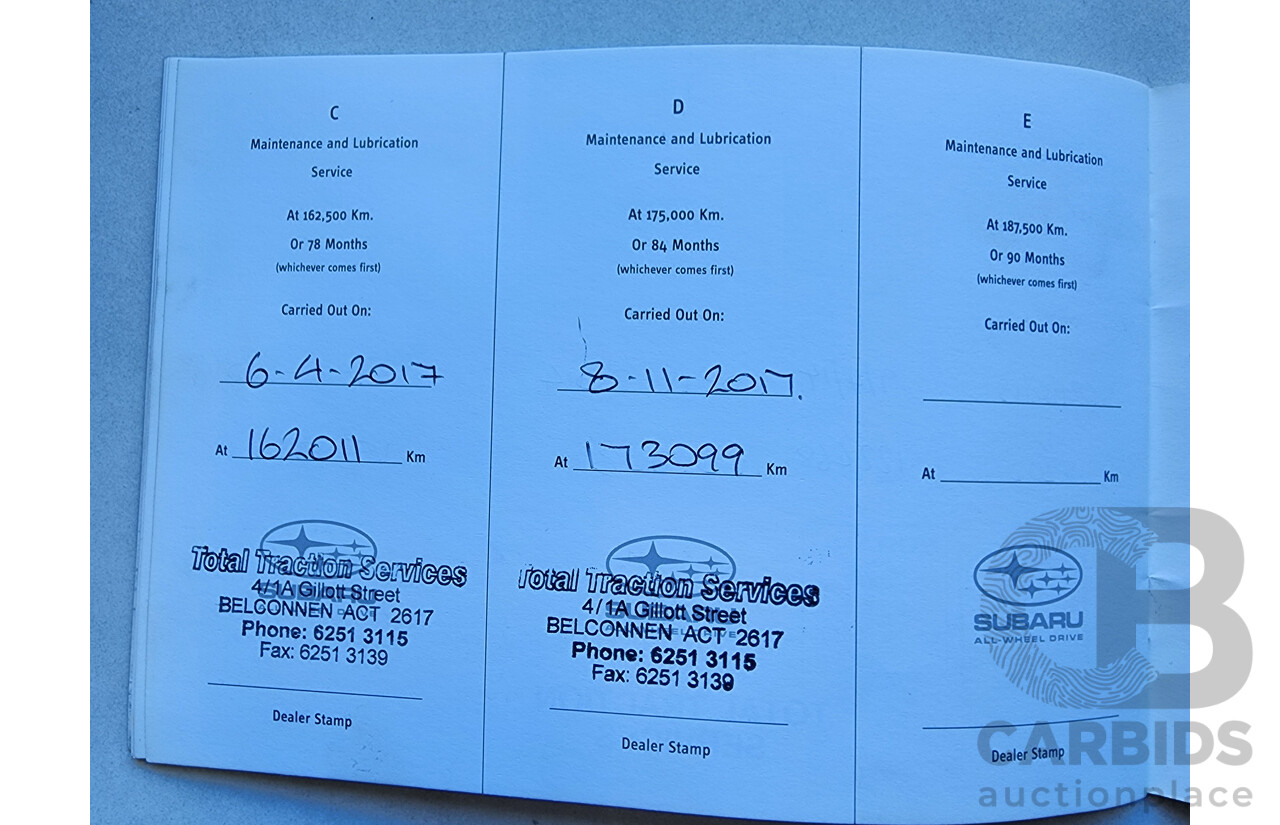 C
Maintenance and Lubrication
Service
At 162,500 Km.
Or 78 Months
(whichever comes first)
Carried Out On:
6-4-2017
At 162011 Km
Total Traction Services
4/1A Gillott Street
BELCONNEN ACT 2617
Phone: 6251 3115
Fax: 6251 3139
Dealer Stamp
D
Maintenance and Lubrication
Service
At 175,000 Km.
Or 84 Months
(whichever comes first)
Carried Out On:
8-11-2017.
At 173099 Km
Total Traction Services
4/1A Gillott Street
BELCONNEN ACT 2617
Phone: 6251 3115
Fax: 6251 3139
Dealer Stamp
E
Maintenance and Lubrication
Service
At 187,500 Km.
Or 90 Months
(whichever comes first)
Carried Out On:
At Km
SUBARU
ALL-WHEEL DRIVE
Dealer Stamp
CB
CARBIDS
auctionplace